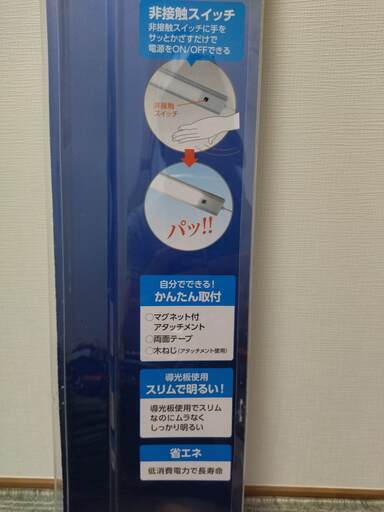 非接触スイッチ
非接触スイッチに手を
サッとかざすだけで
電源をON/OFFできる
非接触
スイッチ
パッ!!
自分でできる!
かんたん取付
○マグネット付
アタッチメント
○両面テープ
○木ねじ(アタッチメント使用)
導光板使用
スリムで明るい!
導光板使用でスリム
なのにムラなく
しっかり明るい
省エネ
低消費電力で長寿命